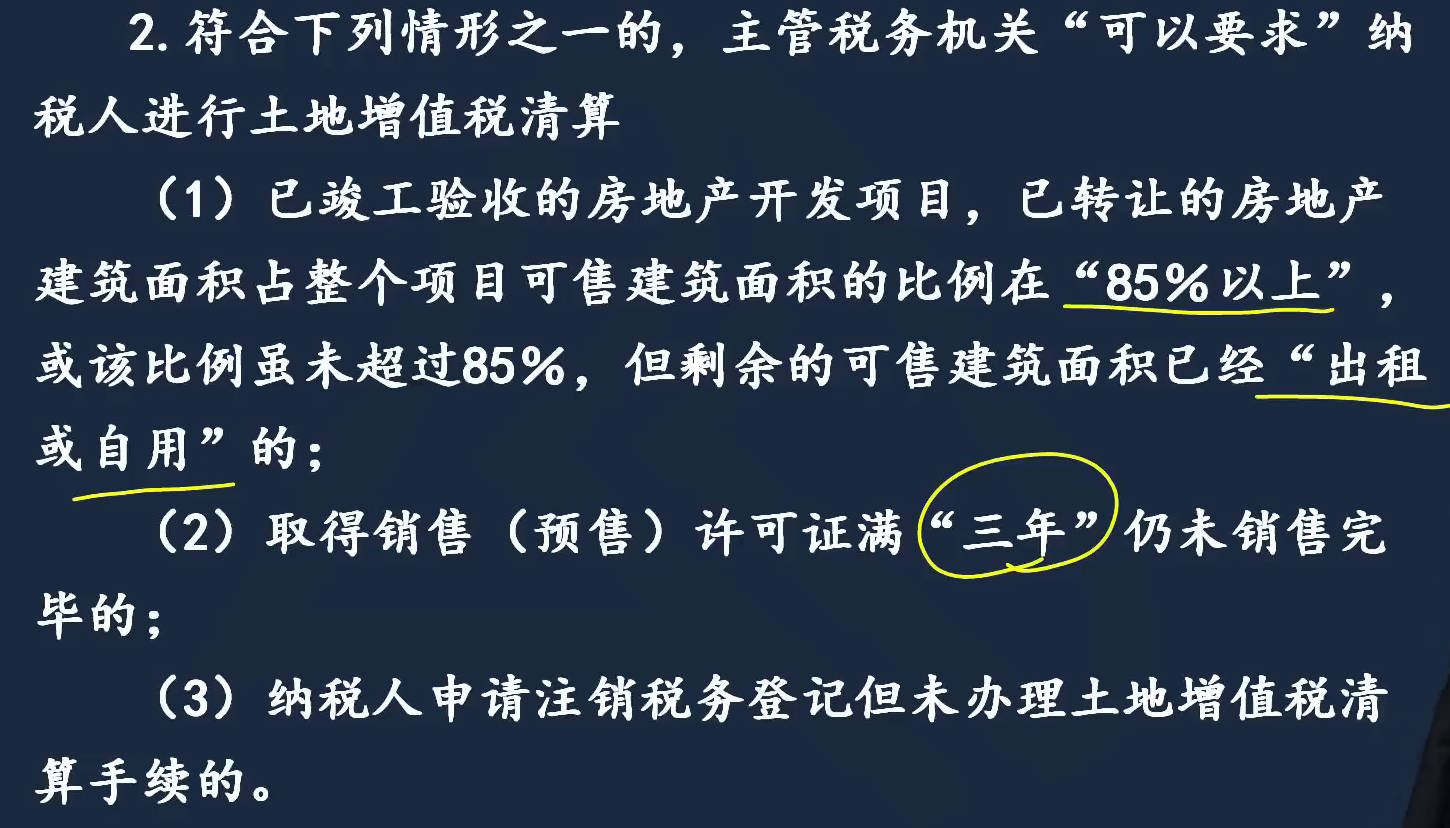 2. 符合下列情形之一的，主管税务机关“可以要求”纳
税人进行土地增值税清算
（1）已竣工验收的房地产开发项目，已转让的房地产
建筑面积占整个项目可售建筑面积的比例在“85%以上”，
或该比例虽未超过85%，但剩余的可售建筑面积已经“出租
或自用”的；
（2）取得销售（预售）许可证满“三年”仍未销售完
毕的；
（3）纳税人申请注销税务登记但未办理土地增值税清
算手续的。